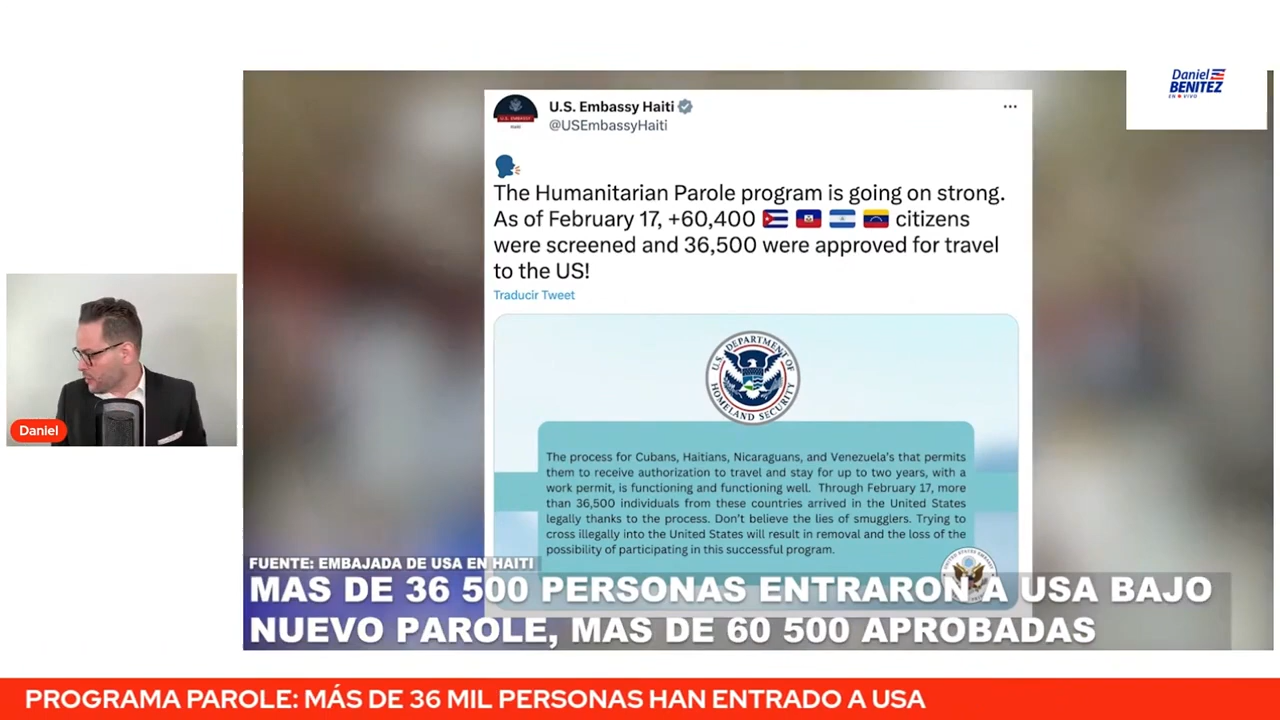 Daniel
BENITEZ
EN VIVO
U.S. Embassy Haiti
@USEmbassyHaiti
The Humanitarian Parole program is going on strong.
As of February 17, +60,400 🇨🇺 🇭🇹 🇳🇮 🇻🇪 citizens
were screened and 36,500 were approved for travel
to the US!
Traducir Tweet
U.S. DEPARTMENT OF
HOMELAND SECURITY
The process for Cubans, Haitians, Nicaraguans, and Venezuela's that permits
them to receive authorization to travel and stay for up to two years, with a
work permit, is functioning and functioning well. Through February 17, more
than 36,500 individuals from these countries arrived in the United States
legally thanks to the process. Don't believe the lies of smugglers. Trying to
cross illegally into the United States will result in removal and the loss of the
possibility of participating in this successful program.
Daniel
FUENTE: EMBAJADA DE USA EN HAITI
MAS DE 36 500 PERSONAS ENTRARON A USA BAJO
NUEVO PAROLE, MAS DE 60 500 APROBADAS
PROGRAMA PAROLE: MÁS DE 36 MIL PERSONAS HAN ENTRADO A USA